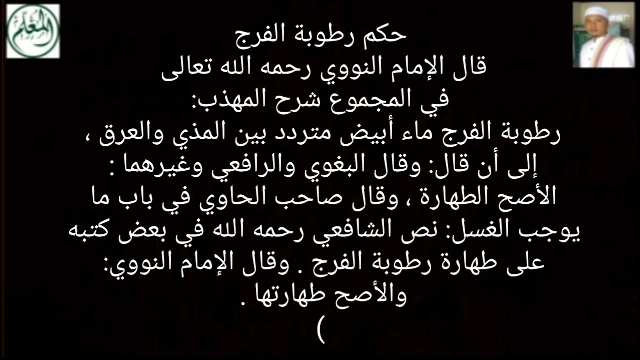 المعلم
حكم رطوبة الفرج
قال الإمام النووي رحمه الله تعالى
في المجموع شرح المهذب:
رطوبة الفرج ماء أبيض متردد بين المذي والعرق ،
إلى أن قال: وقال البغوي والرافعي وغيرهما :
الأصح الطهارة ، وقال صاحب الحاوي في باب ما
يوجب الغسل: نص الشافعي رحمه الله في بعض كتبه
على طهارة رطوبة الفرج . وقال الإمام النووي:
والأصح طهارتها .
(